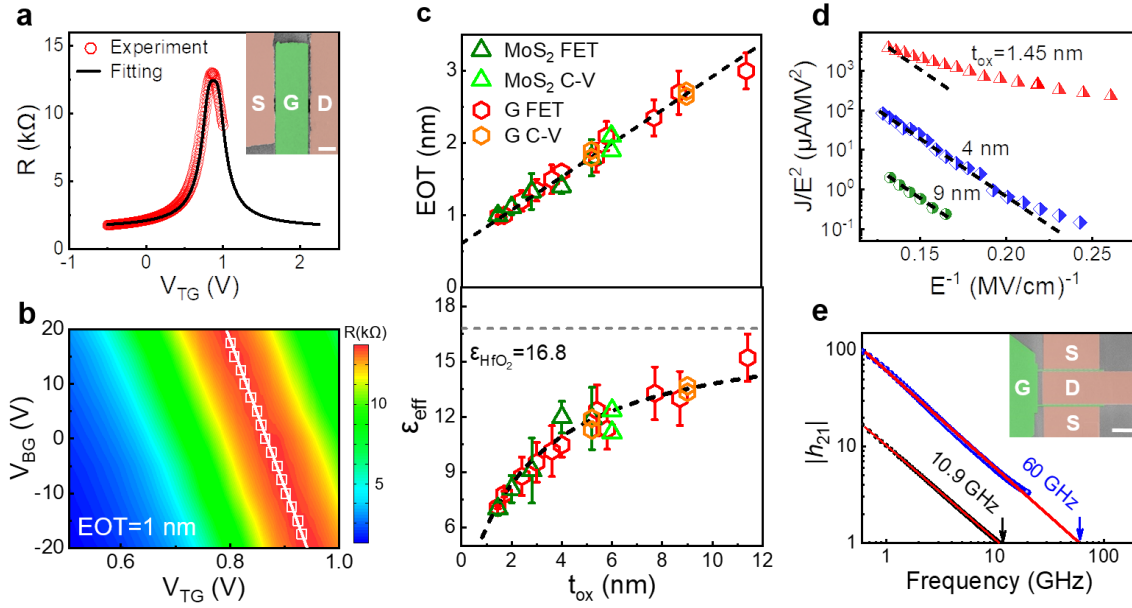 a
Experiment
Fitting
S G D
R (kΩ)
15
10
5
0
-1 0 1 2
V_TG (V)
b
R(kΩ)
20
10
0
-10
-20
V_BG (V)
EOT=1 nm
10
5
0.6 0.8 1.0
V_TG (V)
c
MoS₂ FET
MoS₂ C-V
G FET
G C-V
EOT (nm)
3
2
1
0
18
15
12
9
6
ε_eff
ε_HfO₂=16.8
0 2 4 6 8 10 12
t_ox (nm)
d
t_ox=1.45 nm
4 nm
9 nm
J/E² (μA/MV²)
10³
10²
10¹
10⁰
10⁻¹
0.15 0.20 0.25
E⁻¹ (MV/cm)⁻¹
e
S
G D
S
|h₂₁|
100
10
1
10.9 GHz
60 GHz
1 10 100
Frequency (GHz)